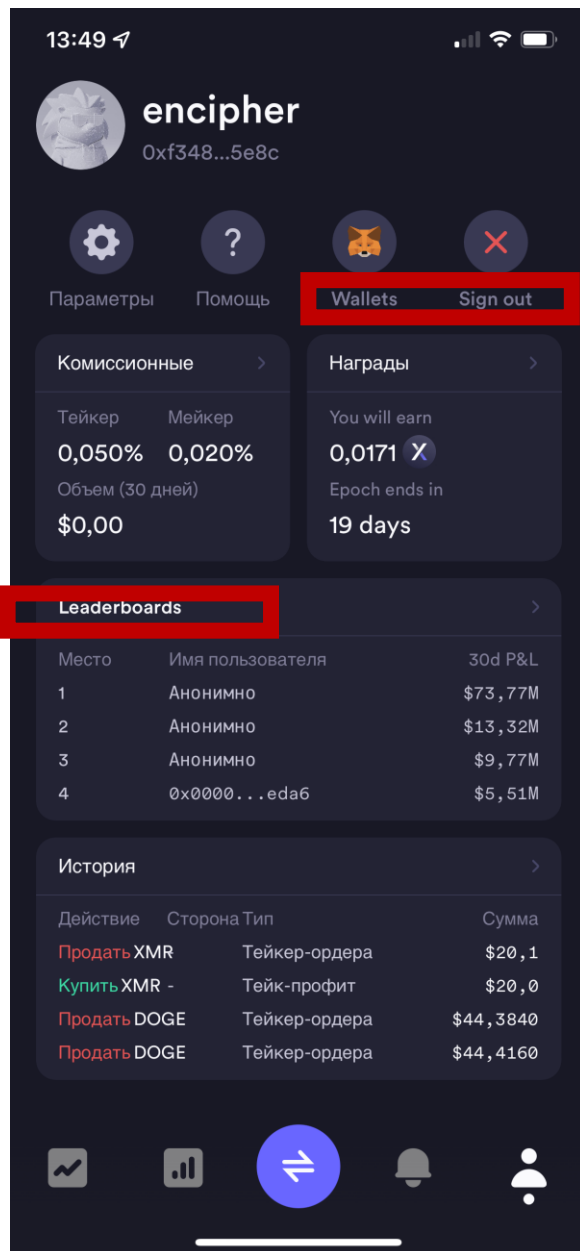 13:49
encipher
0xf348...5e8c
Параметры Помощь Wallets Sign out
Комиссионные
Тейкер Мейкер
0,050% 0,020%
Объем (30 дней)
$0,00
Награды
You will earn
0,0171
Epoch ends in
19 days
Leaderboards
Место Имя пользователя 30d P&L
1 Анонимно $73,77M
2 Анонимно $13,32M
3 Анонимно $9,77M
4 0x0000...eda6 $5,51M
История
Действие Сторона Тип Сумма
Продать XMR Тейкер-ордера $20,1
Купить XMR - Тейк-профит $20,0
Продать DOGE Тейкер-ордера $44,3840
Продать DOGE Тейкер-ордера $44,4160